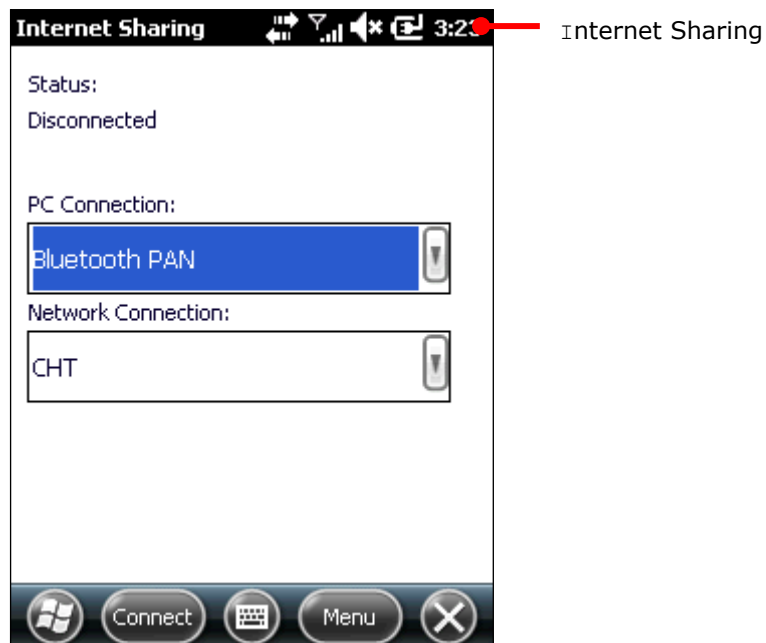 Internet Sharing 3:23
Internet Sharing
Status:
Disconnected
PC Connection:
Bluetooth PAN
Network Connection:
CHT
Connect Menu